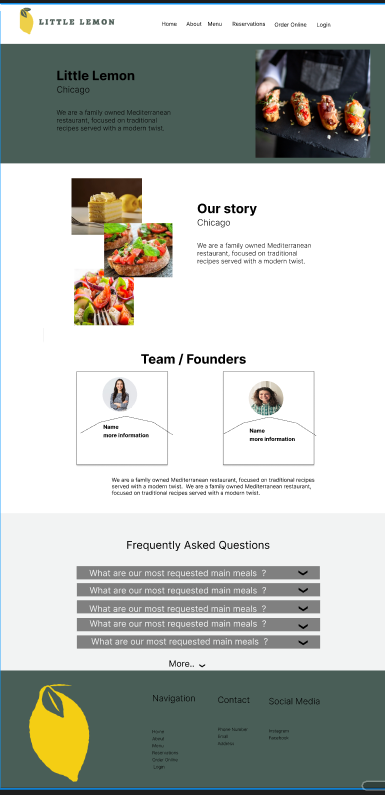 LITTLE LEMON
Home About Menu Reservations Order Online Login
Little Lemon
Chicago
We are a family owned Mediterranean
restaurant, focused on traditional
recipes served with a modern twist.
Our story
Chicago
We are a family owned Mediterranean
restaurant, focused on traditional
recipes served with a modern twist.
Team / Founders
Name
more information
Name
more information
We are a family owned Mediterranean restaurant, focused on traditional recipes
served with a modern twist. We are a family owned Mediterranean restaurant,
focused on traditional recipes served with a modern twist.
Frequently Asked Questions
What are our most requested main meals ?
What are our most requested main meals ?
What are our most requested main meals ?
What are our most requested main meals ?
What are our most requested main meals ?
More..
Navigation
Home
About
Menu
Reservations
Order Online
Login
Contact
Phone Number
Email
Address
Social Media
Instagram
Facebook